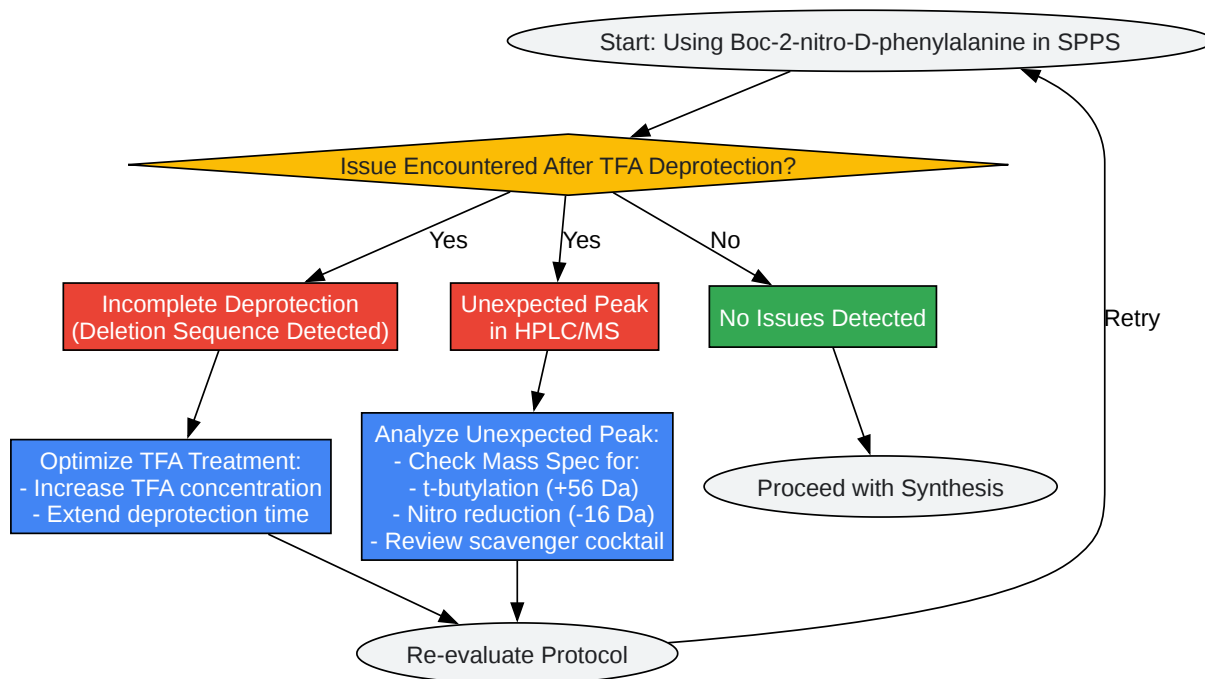 Start: Using Boc-2-nitro-D-phenylalanine in SPPS
Issue Encountered After TFA Deprotection?
Yes
Yes
No
Incomplete Deprotection
(Deletion Sequence Detected)
Unexpected Peak
in HPLC/MS
No Issues Detected
Retry
Optimize TFA Treatment:
- Increase TFA concentration
- Extend deprotection time
Analyze Unexpected Peak:
- Check Mass Spec for:
- t-butylation (+56 Da)
- Nitro reduction (-16 Da)
- Review scavenger cocktail
Proceed with Synthesis
Re-evaluate Protocol